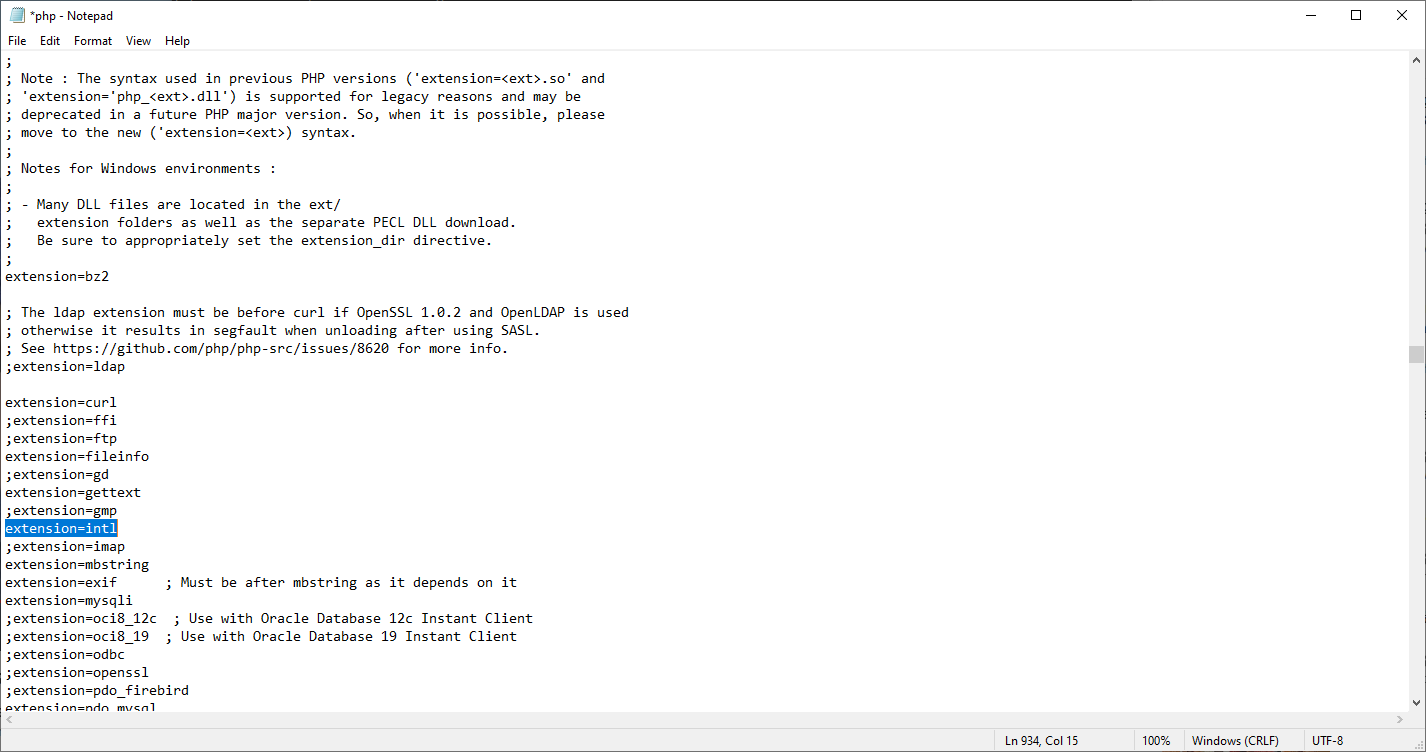 *php - Notepad
File Edit Format View Help
;
; Note : The syntax used in previous PHP versions ('extension=<ext>.so' and
; 'extension='php_<ext>.dll') is supported for legacy reasons and may be
; deprecated in a future PHP major version. So, when it is possible, please
; move to the new ('extension=<ext>) syntax.
;
; Notes for Windows environments :
;
; - Many DLL files are located in the ext/
;   extension folders as well as the separate PECL DLL download.
;   Be sure to appropriately set the extension_dir directive.
;
extension=bz2

; The ldap extension must be before curl if OpenSSL 1.0.2 and OpenLDAP is used
; otherwise it results in segfault when unloading after using SASL.
; See https://github.com/php/php-src/issues/8620 for more info.
;extension=ldap

extension=curl
;extension=ffi
;extension=ftp
extension=fileinfo
;extension=gd
extension=gettext
;extension=gmp
extension=intl
;extension=imap
extension=mbstring
extension=exif      ; Must be after mbstring as it depends on it
extension=mysqli
;extension=oci8_12c  ; Use with Oracle Database 12c Instant Client
;extension=oci8_19  ; Use with Oracle Database 19 Instant Client
;extension=odbc
;extension=openssl
;extension=pdo_firebird
extension=pdo_mysql
Ln 934, Col 15 100% Windows (CRLF) UTF-8